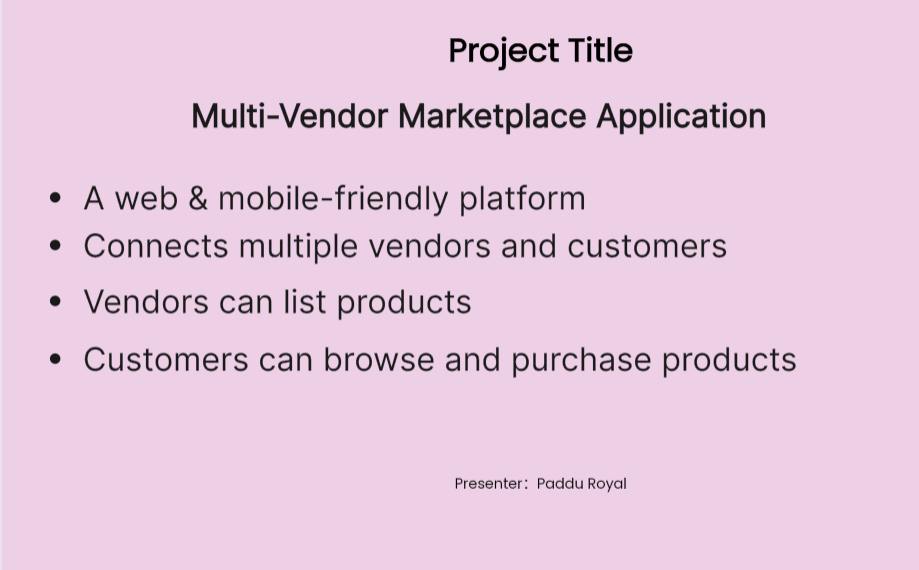 Project Title
Multi-Vendor Marketplace Application
• A web & mobile-friendly platform
• Connects multiple vendors and customers
• Vendors can list products
• Customers can browse and purchase products
Presenter: Paddu Royal